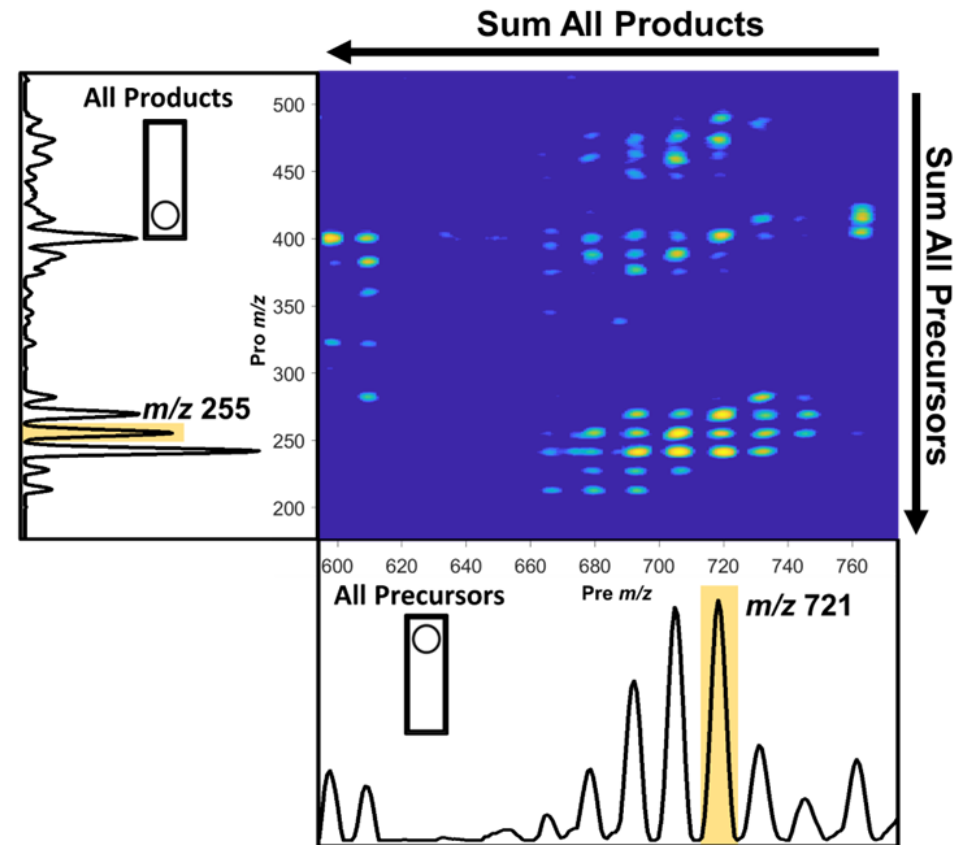 Sum All Products
All Products
500
450
400
350
300
250
200
Pro m/z
m/z 255
Sum All Precursors
600 620 640 660 680 700 720 740 760
Pre m/z
All Precursors
m/z 721